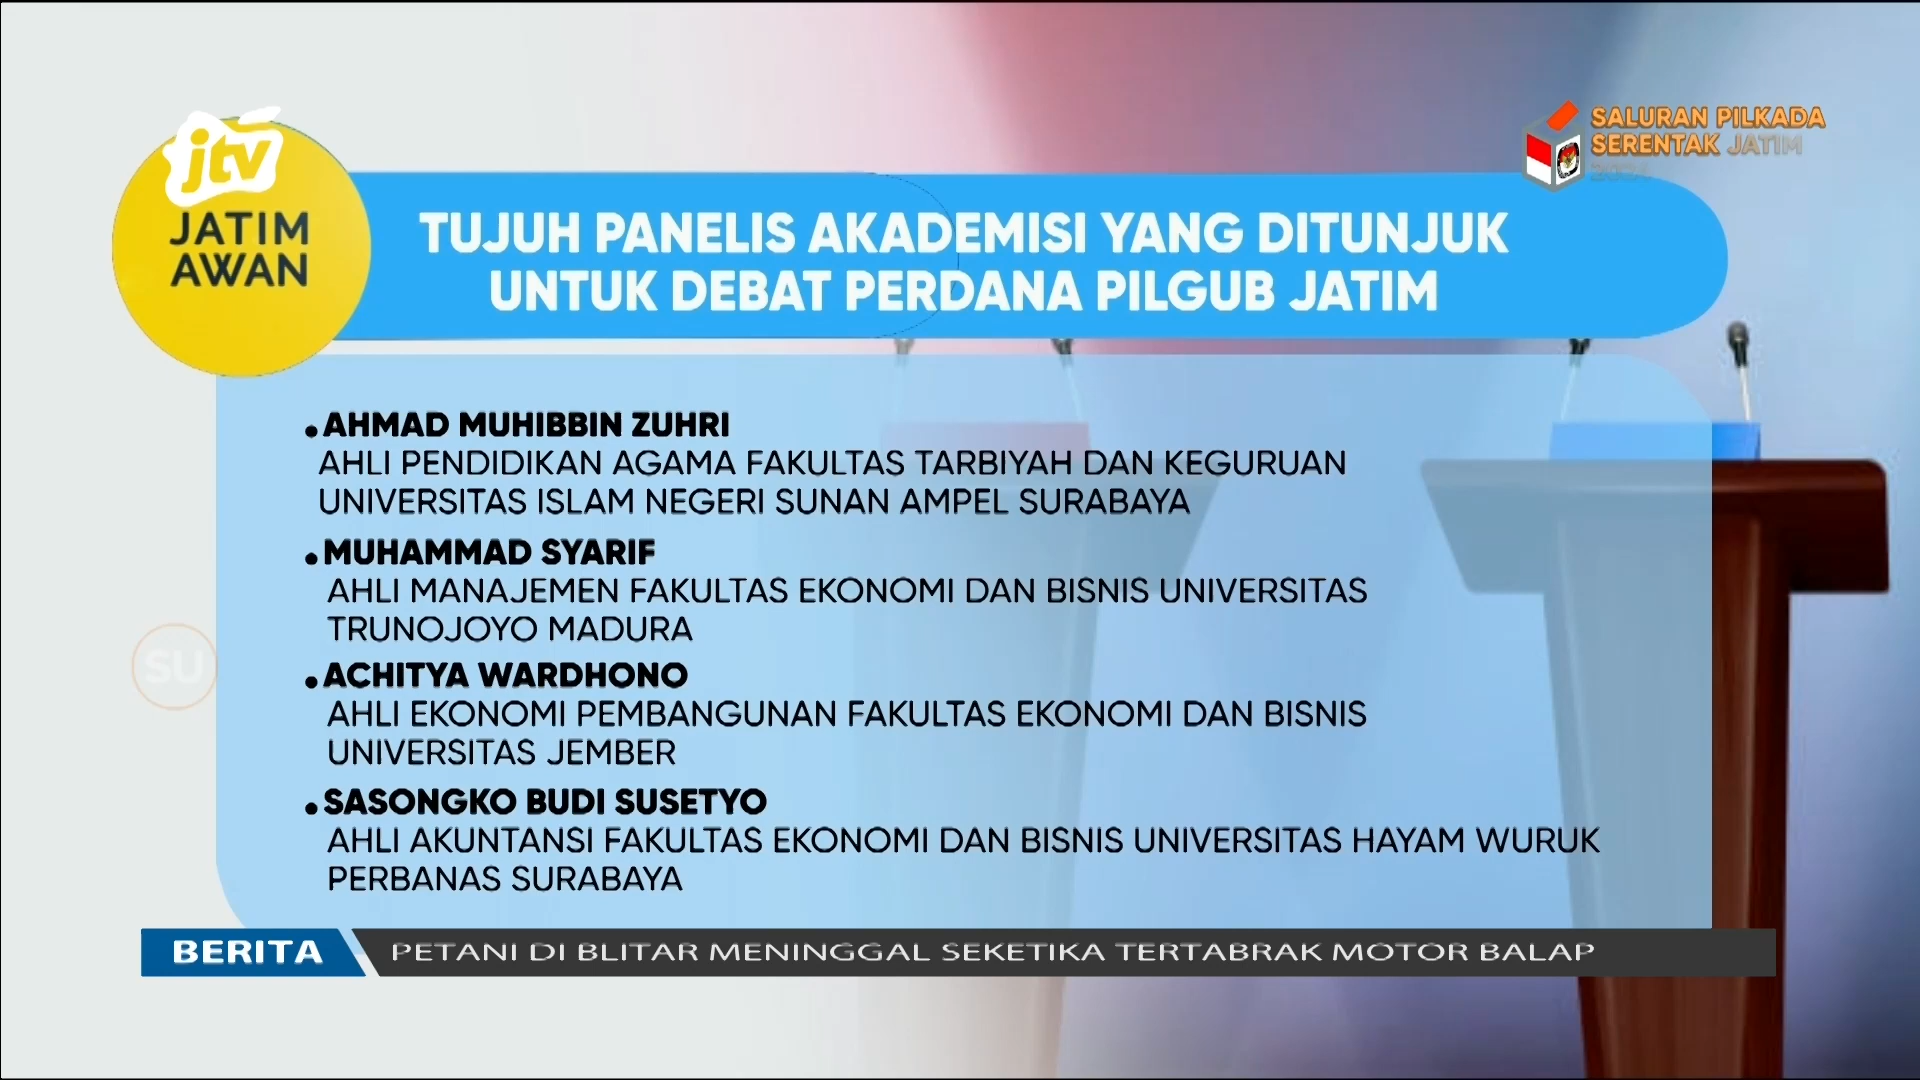 jtv
JATIM
AWAN
SALURAN PILKADA
SERENTAK JATIM
TUJUH PANELIS AKADEMISI YANG DITUNJUK
UNTUK DEBAT PERDANA PILGUB JATIM
• AHMAD MUHIBBIN ZUHRI
AHLI PENDIDIKAN AGAMA FAKULTAS TARBIYAH DAN KEGURUAN
UNIVERSITAS ISLAM NEGERI SUNAN AMPEL SURABAYA
• MUHAMMAD SYARIF
AHLI MANAJEMEN FAKULTAS EKONOMI DAN BISNIS UNIVERSITAS
TRUNOJOYO MADURA
• ACHITYA WARDHONO
AHLI EKONOMI PEMBANGUNAN FAKULTAS EKONOMI DAN BISNIS
UNIVERSITAS JEMBER
• SASONGKO BUDI SUSETYO
AHLI AKUNTANSI FAKULTAS EKONOMI DAN BISNIS UNIVERSITAS HAYAM WURUK
PERBANAS SURABAYA
SU
BERITA
PETANI DI BLITAR MENINGGAL SEKETIKA TERTABRAK MOTOR BALAP